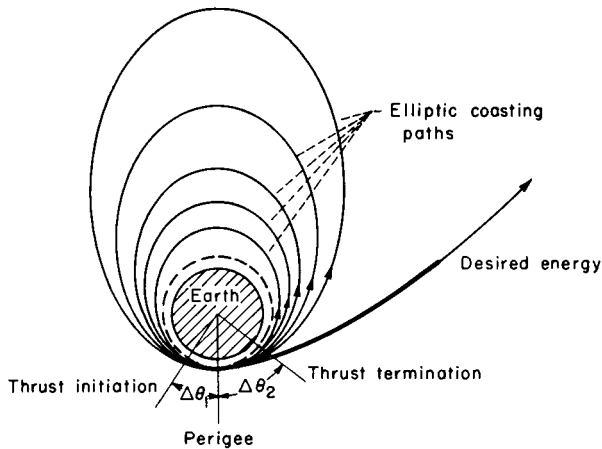 Elliptic coasting
paths
Desired energy
Earth
Thrust initiation
Thrust termination
Δθ₁
Δθ₂
Perigee